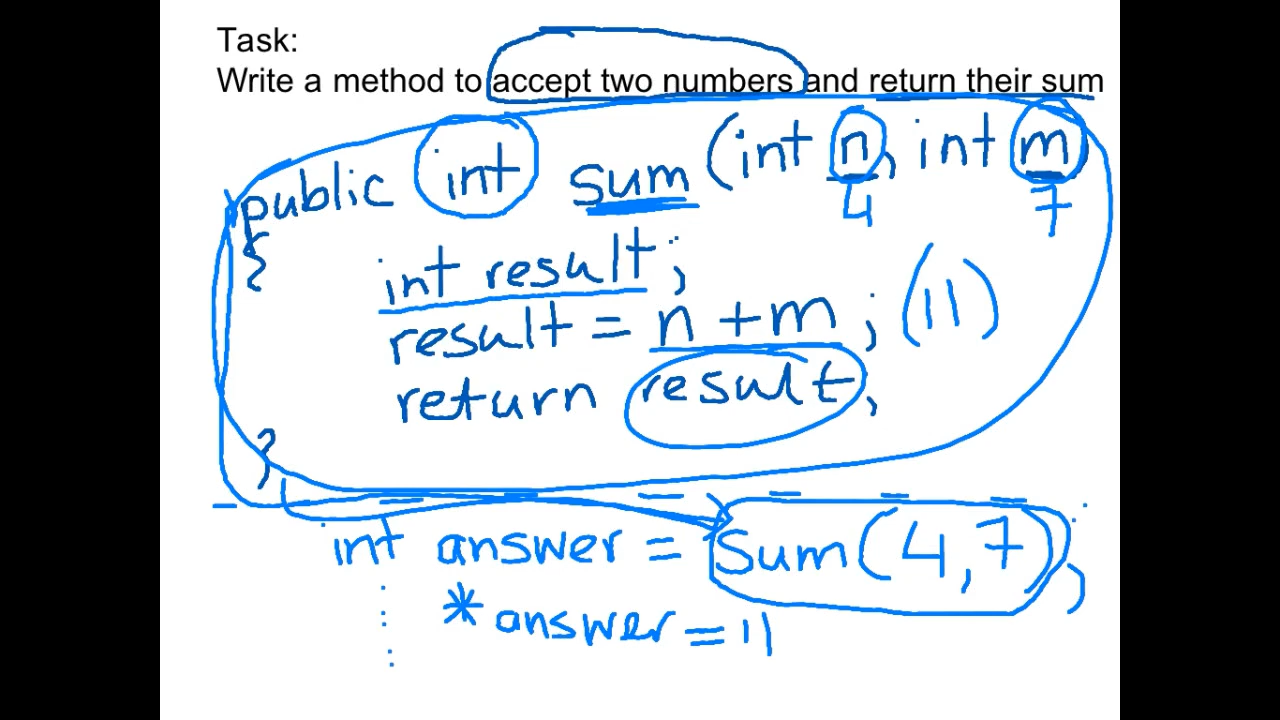 Task:
Write a method to accept two numbers and return their sum
public int sum (int n, int m)
4 7
{
int result;
result = n + m; (11)
return result;
}
int answer = sum(4,7);
* answer = 11